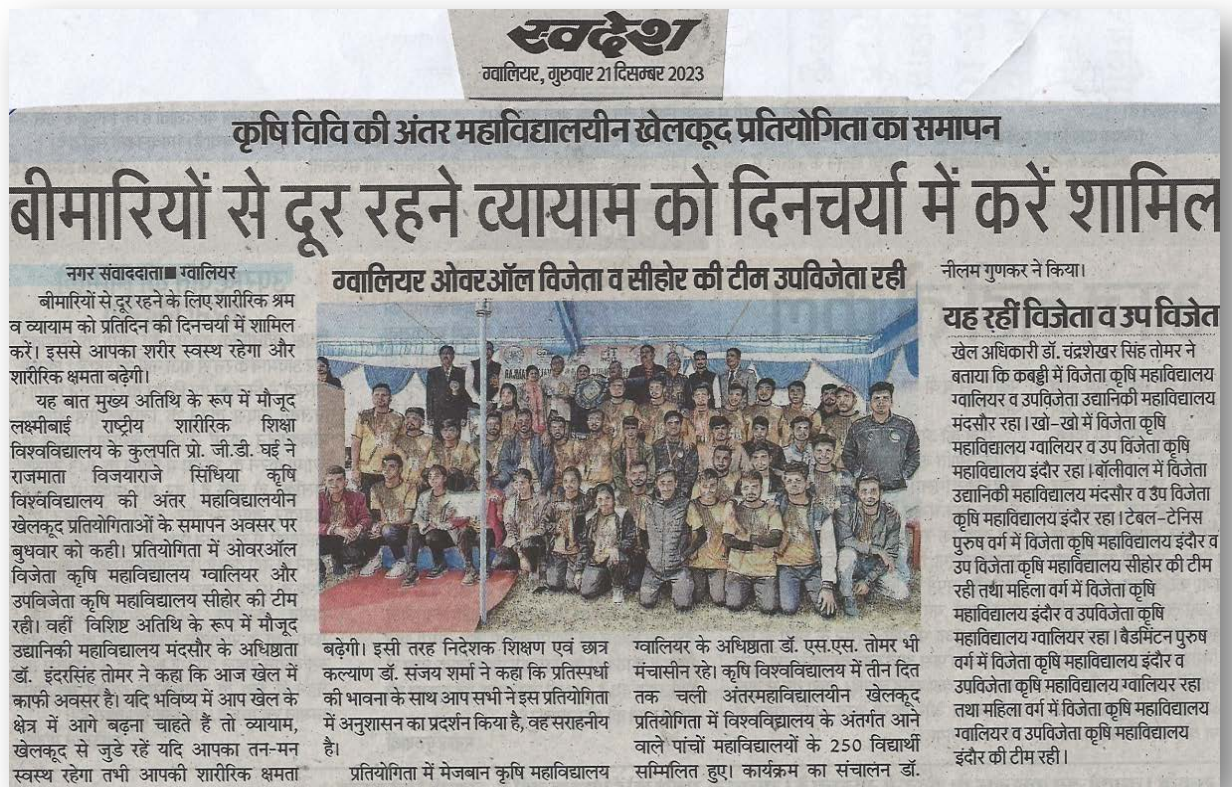 स्वदेश
ग्वालियर, गुरुवार 21 दिसम्बर 2023
कृषि विवि की अंतर महाविद्यालयीन खेलकूद प्रतियोगिता का समापन
बीमारियों से दूर रहने व्यायाम को दिनचर्या में करें शामिल
नगर संवाददाता■ ग्वालियर
बीमारियों से दूर रहने के लिए शारीरिक श्रम
व व्यायाम को प्रतिदिन की दिनचर्या में शामिल
करें। इससे आपका शरीर स्वस्थ रहेगा और
शारीरिक क्षमता बढ़ेगी।
यह बात मुख्य अतिथि के रूप में मौजूद
लक्ष्मीबाई राष्ट्रीय शारीरिक शिक्षा
विश्वविद्यालय के कुलपति प्रो. जी.डी. घई ने
राजमाता विजयाराजे सिंधिया कृषि
विश्वविद्यालय की अंतर महाविद्यालयीन
खेलकूद प्रतियोगिताओं के समापन अवसर पर
बुधवार को कही। प्रतियोगिता में ओवरऑल
विजेता कृषि महाविद्यालय ग्वालियर और
उपविजेता कृषि महाविद्यालय सीहोर की टीम
रही। वहीं विशिष्ट अतिथि के रूप में मौजूद
उद्यानिकी महाविद्यालय मंदसौर के अधिष्ठाता
डॉ. इंदरसिंह तोमर ने कहा कि आज खेल में
काफी अवसर है। यदि भविष्य में आप खेल के
क्षेत्र में आगे बढ़ना चाहते हैं तो व्यायाम,
खेलकूद से जुडे रहें यदि आपका तन-मन
स्वस्थ रहेगा तभी आपकी शारीरिक क्षमता
ग्वालियर ओवरऑल विजेता व सीहोर की टीम उपविजेता रही
बढ़ेगी। इसी तरह निदेशक शिक्षण एवं छात्र
कल्याण डॉ. संजय शर्मा ने कहा कि प्रतिस्पर्धा
की भावना के साथ आप सभी ने इस प्रतियोगिता
में अनुशासन का प्रदर्शन किया है, वह सराहनीय
है।
प्रतियोगिता में मेजबान कृषि महाविद्यालय
ग्वालियर के अधिष्ठाता डॉ. एस.एस. तोमर भी
मंचासीन रहे। कृषि विश्वविद्यालय में तीन दित
तक चली अंतरमहाविद्यालयीन खेलकूद
प्रतियोगिता में विश्वविद्यालय के अंतर्गत आने
वाले पांचों महाविद्यालयों के 250 विद्यार्थी
सम्मिलित हुए। कार्यक्रम का संचालन डॉ.
नीलम गुणकर ने किया।
यह रहीं विजेता व उप विजेत
खेल अधिकारी डॉ. चंद्रशेखर सिंह तोमर ने
बताया कि कबड्डी में विजेता कृषि महाविद्यालय
ग्वालियर व उपविजेता उद्यानिकी महाविद्यालय
मंदसौर रहा। खो-खो में विजेता कृषि
महाविद्यालय ग्वालियर व उप विजेता कृषि
महाविद्यालय इंदौर रहा। बॉलीवाल में विजेता
उद्यानिकी महाविद्यालय मंदसौर व उप विजेता
कृषि महाविद्यालय इंदौर रहा। टेबल-टेनिस
पुरुष वर्ग में विजेता कृषि महाविद्यालय इंदौर व
उप विजेता कृषि महाविद्यालय सीहोर की टीम
रही तथा महिला वर्ग में विजेता कृषि
महाविद्यालय इंदौर व उपविजेता कृषि
महाविद्यालय ग्वालियर रहा। बैडमिंटन पुरुष
वर्ग में विजेता कृषि महाविद्यालय इंदौर व
उपविजेता कृषि महाविद्यालय ग्वालियर रहा
तथा महिला वर्ग में विजेता कृषि महाविद्यालय
ग्वालियर व उपविजेता कृषि महाविद्यालय
इंदौर की टीम रही।